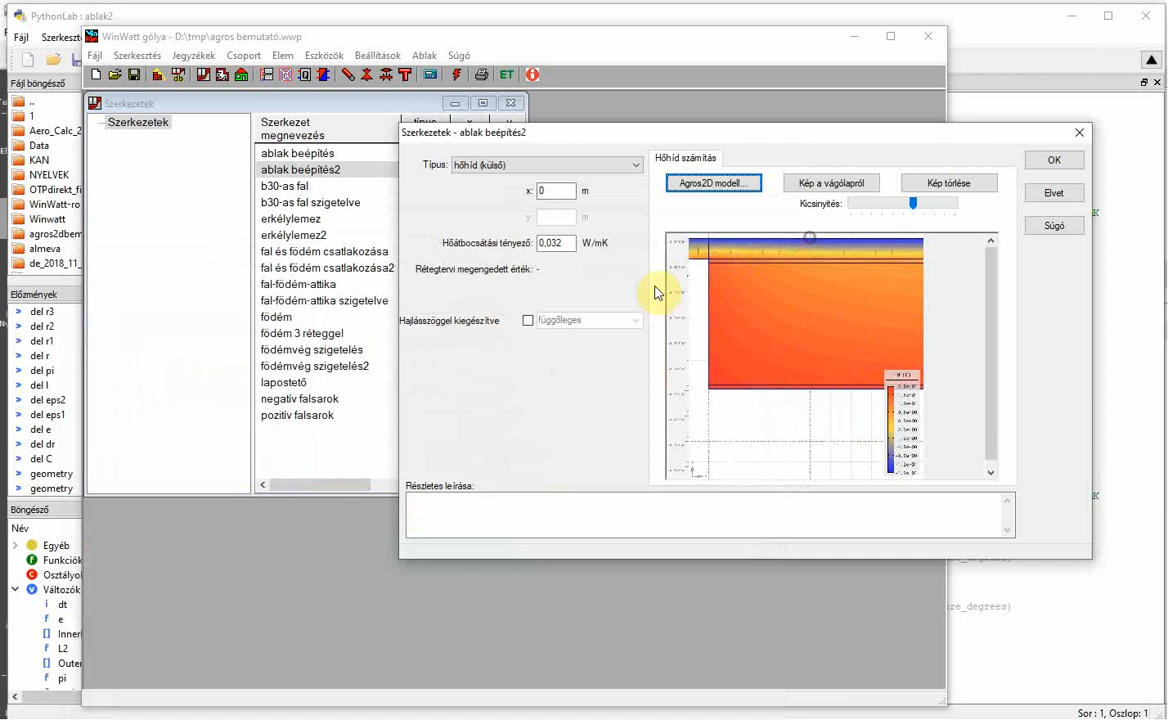 PythonLab : ablak2
Fájl
Szerkeszt
Fájl böngésző
..
1
Aero_Calc_2
Data
KAN
NYELVEK
OTPdirekt_fi
WinWatt-ro
Winwatt
agros2dbem
almeva
de_2018_11_
Előzmények
del r3
del r2
del r1
del r
del pi
del l
del eps2
del eps1
del e
del dr
del C
geometry
geometry
Böngésző
Név
Egyéb
Funkciók
Osztályok
Változók
dt
e
Inner
L2
Oute
pi
WinWatt gólya - D:\tmp\agros bemutató.wwp
Fájl Szerkesztés Jegyzékek Csoport Elem Eszközök Beállítások Ablak Súgó
ET
Szerkezetek
Szerkezetek
Szerkezet
megnevezés
típus
x
y
ablak beépítés
ablak beépítés2
b30-as fal
b30-as fal szigetelve
erkélylemez
erkélylemez2
fal és födém csatlakozása
fal és födém csatlakozása2
fal-födém-attika
fal-födém-attika szigetelve
födém
födém 3 réteggel
födémvég szigetelés
födémvég szigetelés2
lapostető
negatív falsarok
pozitív falsarok
Szerkezetek - ablak beépítés2
Típus: hőhíd (külső)
x: 0 m
y m
Hőátbocsátási tényező: 0,032 W/mK
Rétegtervi megengedett érték: -
Hajlásszöggel kiegészítve függőleges
Hőhíd számítás
Agros2D modell...
Kép a vágólapról
Kép törlése
Kicsinyítés:
OK
Elvet
Súgó
Részletes leírása:
K
K
ure_degrees)
Sor : 1, Oszlop: 1